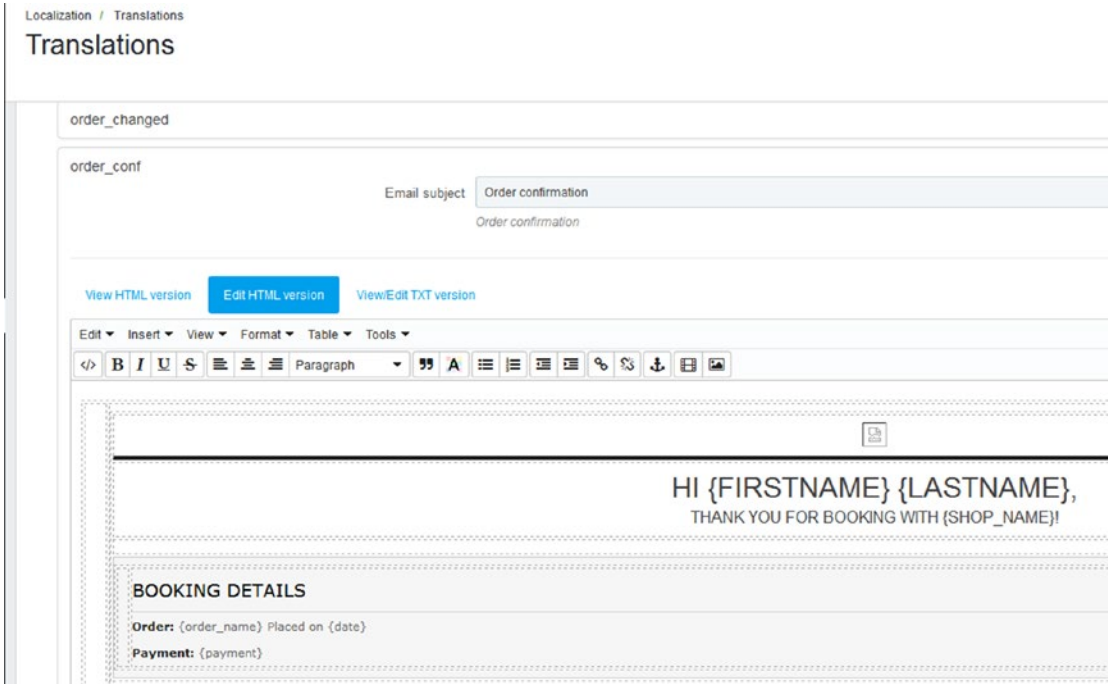 Localization / Translations
Translations
order_changed
order_conf
Email subject Order confirmation
Order confirmation
View HTML version Edit HTML version View/Edit TXT version
Edit Insert View Format Table Tools
</> B I U S Paragraph A
HI {FIRSTNAME} {LASTNAME},
THANK YOU FOR BOOKING WITH {SHOP_NAME}!
BOOKING DETAILS
Order: {order_name} Placed on {date}
Payment: {payment}